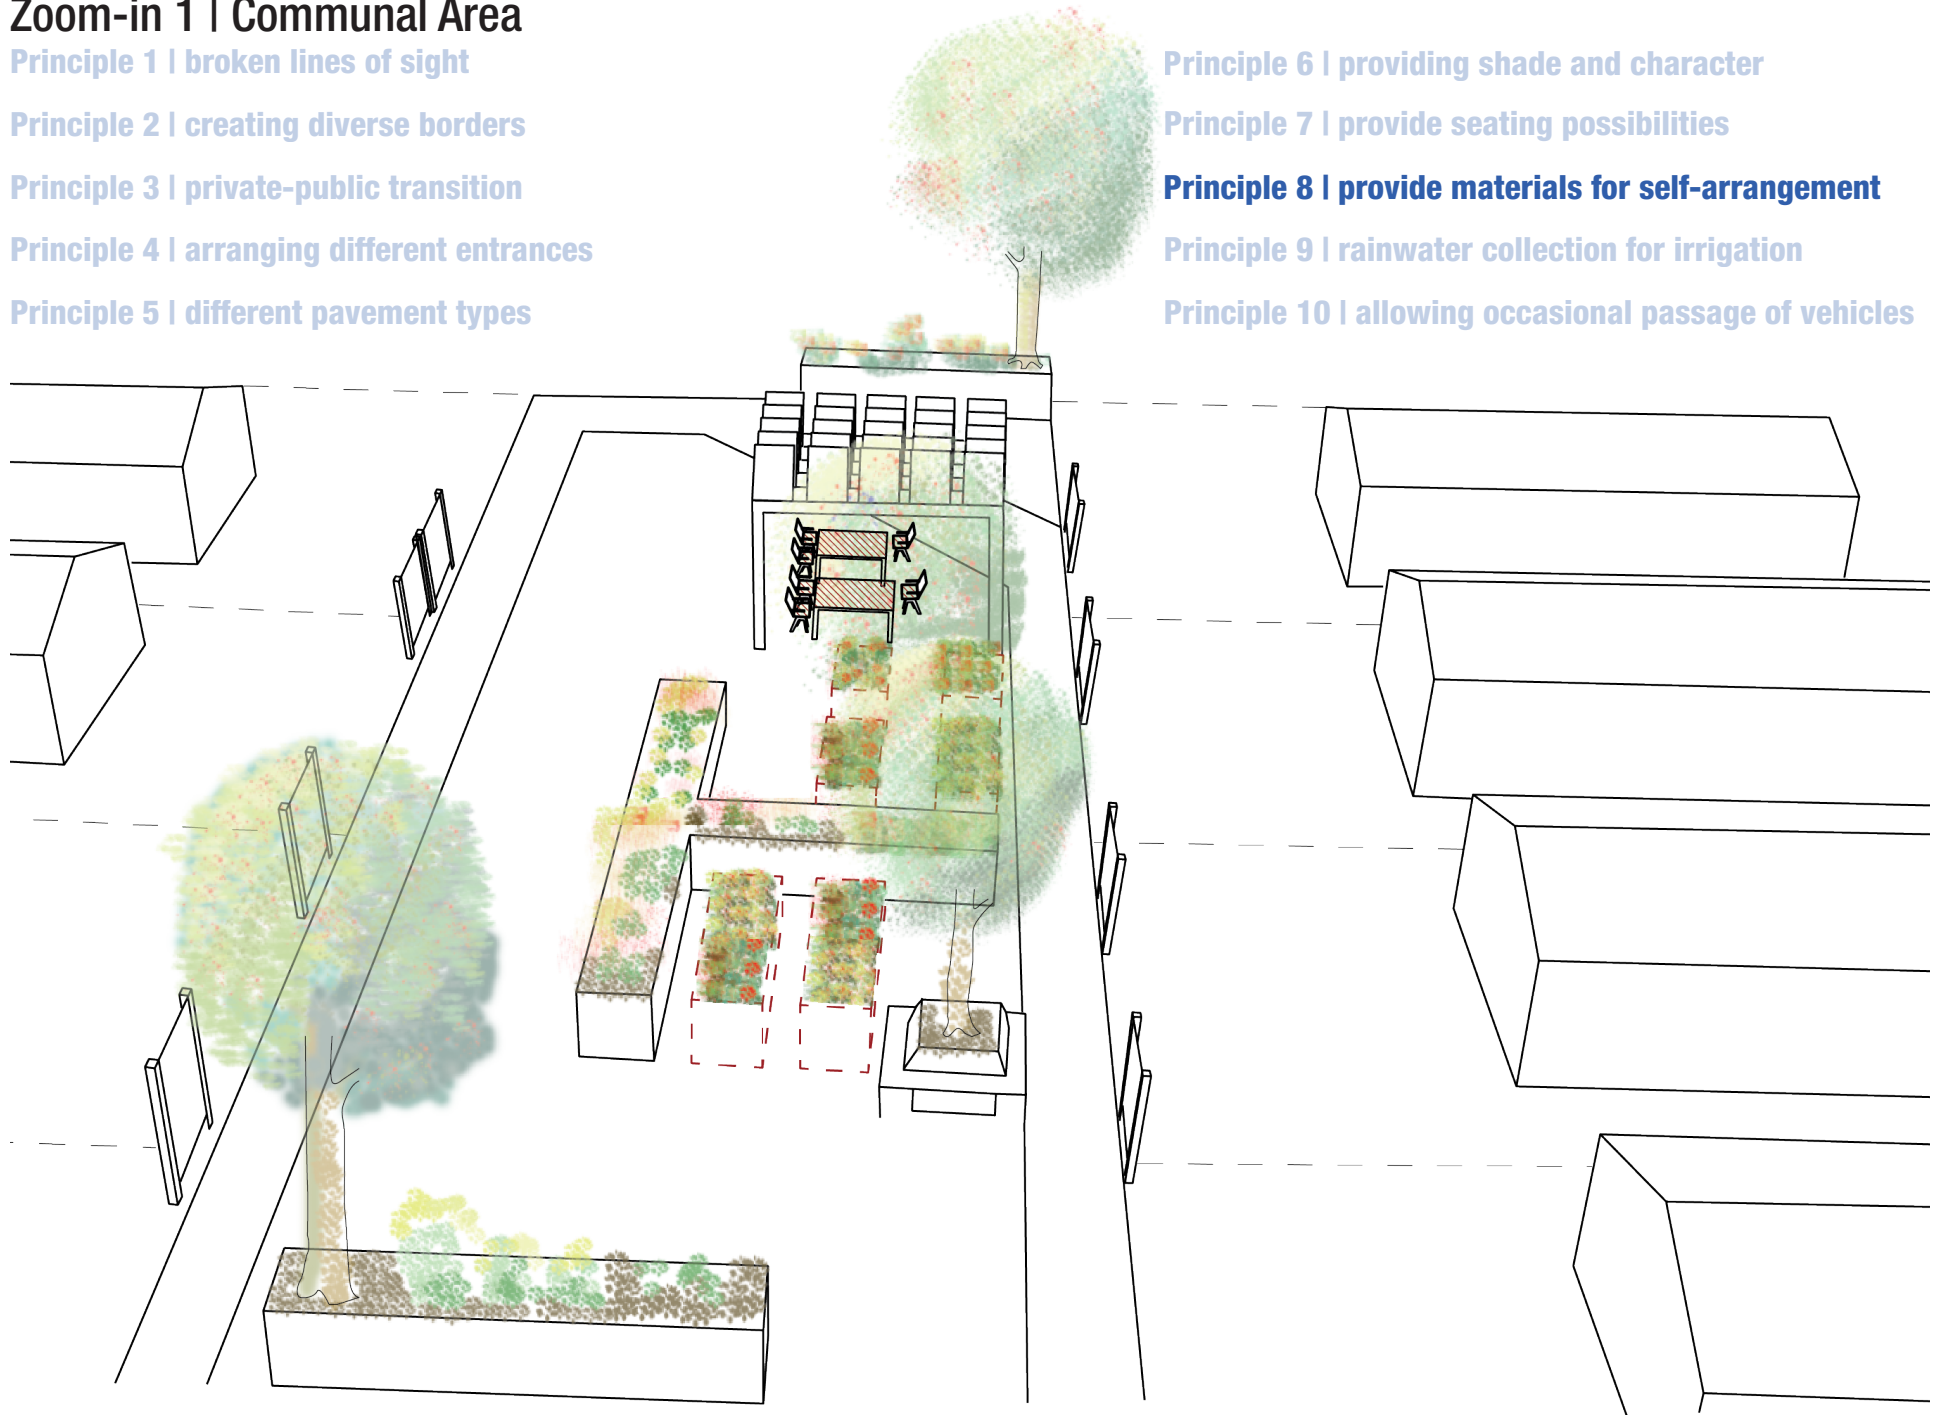 Zoom-in 1 | Communal Area
Principle 1 | broken lines of sight
Principle 2 | creating diverse borders
Principle 3 | private-public transition
Principle 4 | arranging different entrances
Principle 5 | different pavement types
Principle 6 | providing shade and character
Principle 7 | provide seating possibilities
Principle 8 | provide materials for self-arrangement
Principle 9 | rainwater collection for irrigation
Principle 10 | allowing occasional passage of vehicles